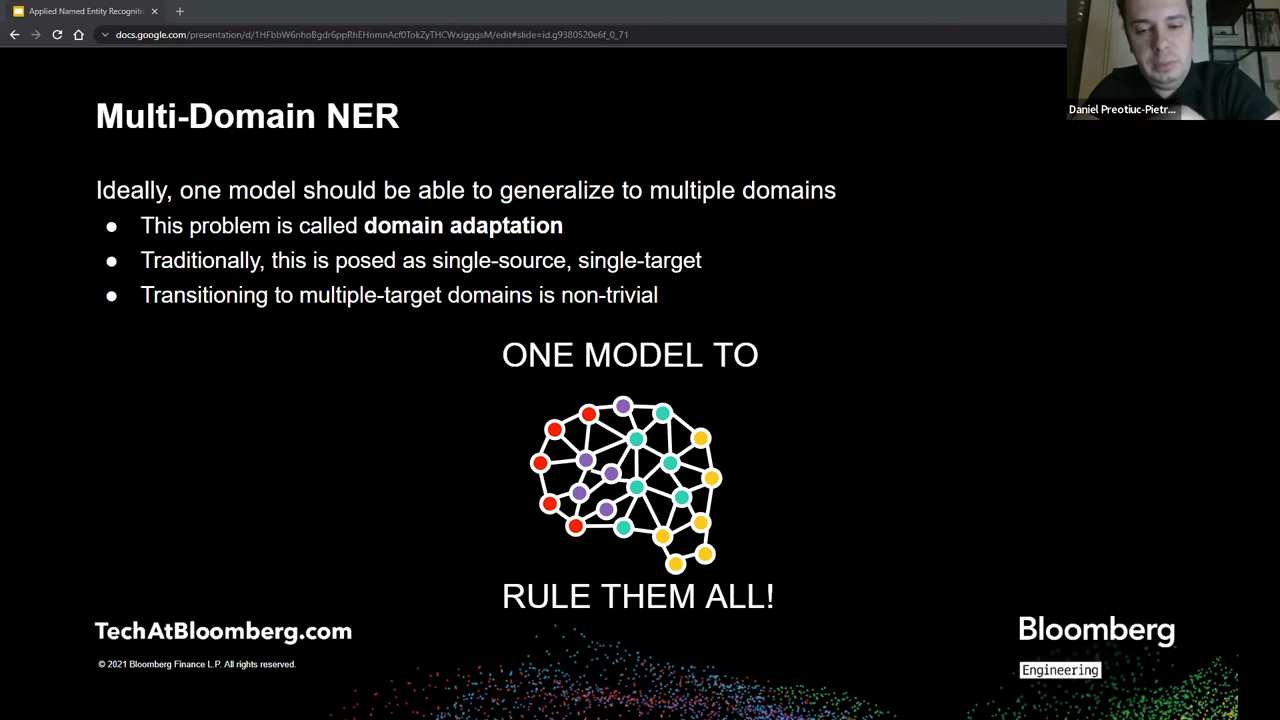 Applied Named Entity Recogniti
docs.google.com/presentation/d/1HFbbW6nhoBgdr6ppRhEHnmnAcf0TokZyTHCWxJgggsM/edit#slide=id.g9380520e6f_0_71
Daniel Preotiuc-Pietr...
Multi-Domain NER
Ideally, one model should be able to generalize to multiple domains
● This problem is called domain adaptation
● Traditionally, this is posed as single-source, single-target
● Transitioning to multiple-target domains is non-trivial
ONE MODEL TO
RULE THEM ALL!
TechAtBloomberg.com
© 2021 Bloomberg Finance L.P. All rights reserved.
Bloomberg
Engineering